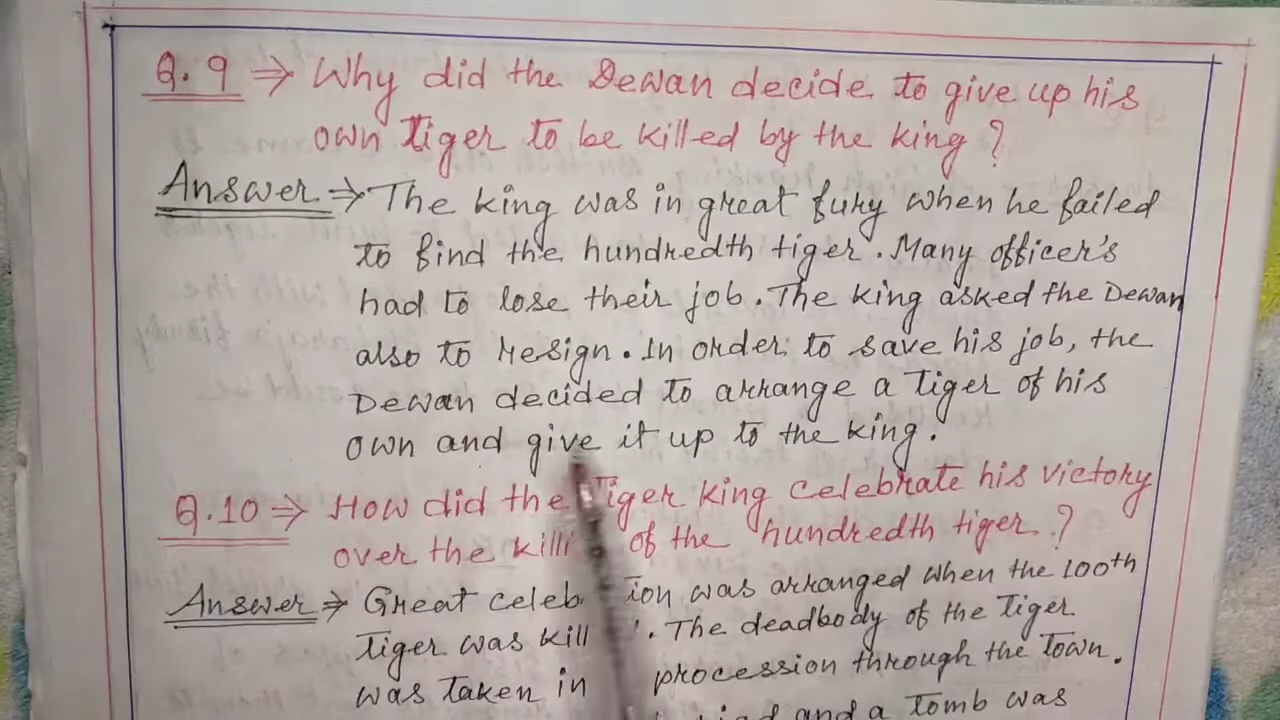 Q.9 ⇒ Why did the Dewan decide to give up his
own tiger to be killed by the king?
Answer ⇒ The king was in great fury when he failed
to find the hundredth tiger. Many officer's
had to lose their job. The king asked the Dewan
also to resign. In order to save his job, the
Dewan decided to arrange a tiger of his
own and give it up to the king.
Q.10 ⇒ How did the Tiger king celebrate his victory
over the killi of the hundredth tiger?
Answer ⇒ Great celeb ion was arranged when the 100th
tiger was kill . The deadbody of the tiger
was taken in procession through the town.
and a tomb was